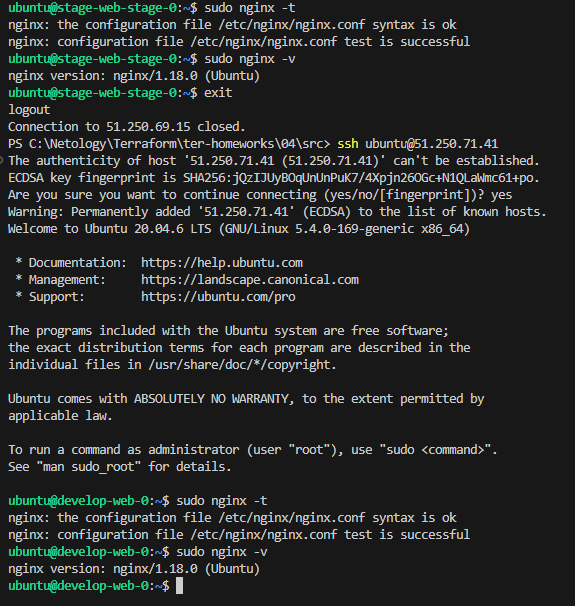 ubuntu@stage-web-stage-0:~$ sudo nginx -t
nginx: the configuration file /etc/nginx/nginx.conf syntax is ok
nginx: configuration file /etc/nginx/nginx.conf test is successful
ubuntu@stage-web-stage-0:~$ sudo nginx -v
nginx version: nginx/1.18.0 (Ubuntu)
ubuntu@stage-web-stage-0:~$ exit
logout
Connection to 51.250.69.15 closed.
PS C:\Netology\Terraform\ter-homeworks\04\src> ssh ubuntu@51.250.71.41
The authenticity of host '51.250.71.41 (51.250.71.41)' can't be established.
ECDSA key fingerprint is SHA256:jQzIJUyBOqUnUnPuK7/4Xpjn26OGc+N1QLaWmc61+po.
Are you sure you want to continue connecting (yes/no/[fingerprint])? yes
Warning: Permanently added '51.250.71.41' (ECDSA) to the list of known hosts.
Welcome to Ubuntu 20.04.6 LTS (GNU/Linux 5.4.0-169-generic x86_64)
* Documentation:  https://help.ubuntu.com
* Management:     https://landscape.canonical.com
* Support:        https://ubuntu.com/pro
The programs included with the Ubuntu system are free software;
the exact distribution terms for each program are described in the
individual files in /usr/share/doc/*/copyright.
Ubuntu comes with ABSOLUTELY NO WARRANTY, to the extent permitted by
applicable law.
To run a command as administrator (user "root"), use "sudo <command>".
See "man sudo_root" for details.
ubuntu@develop-web-0:~$ sudo nginx -t
nginx: the configuration file /etc/nginx/nginx.conf syntax is ok
nginx: configuration file /etc/nginx/nginx.conf test is successful
ubuntu@develop-web-0:~$ sudo nginx -v
nginx version: nginx/1.18.0 (Ubuntu)
ubuntu@develop-web-0:~$